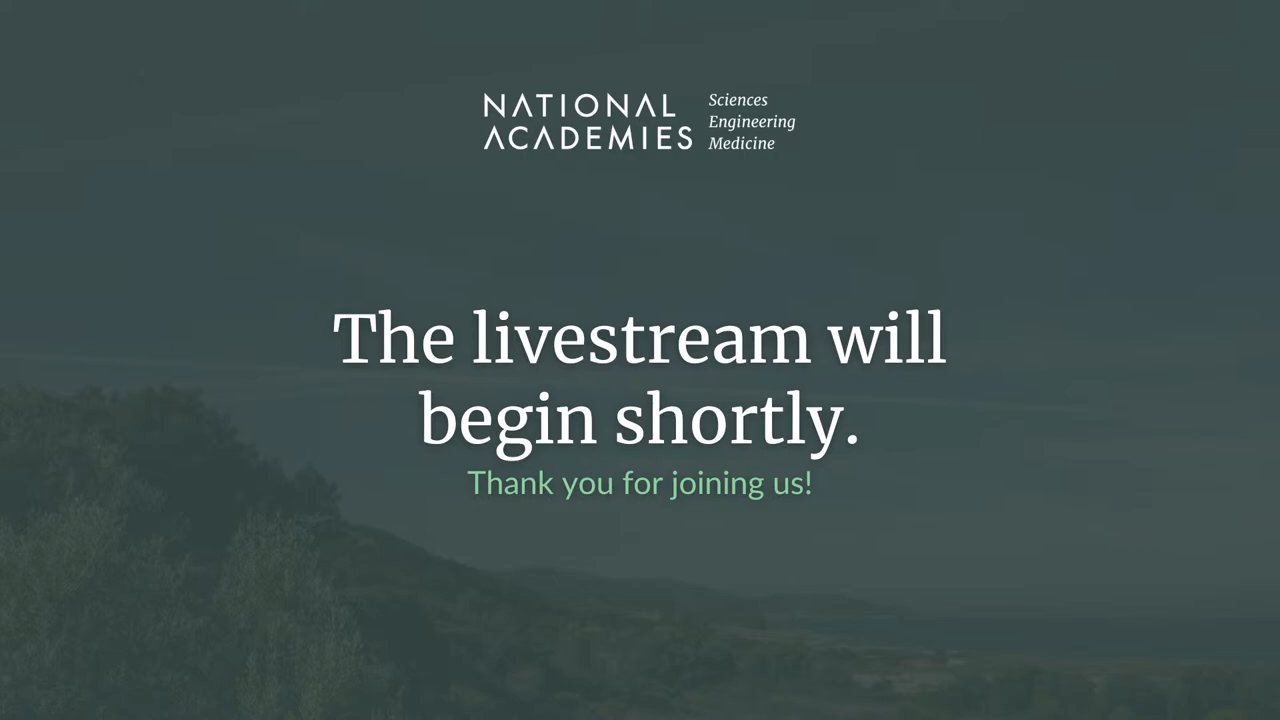 NATIONAL
ACADEMIES
Sciences
Engineering
Medicine
The livestream will
begin shortly.
Thank you for joining us!